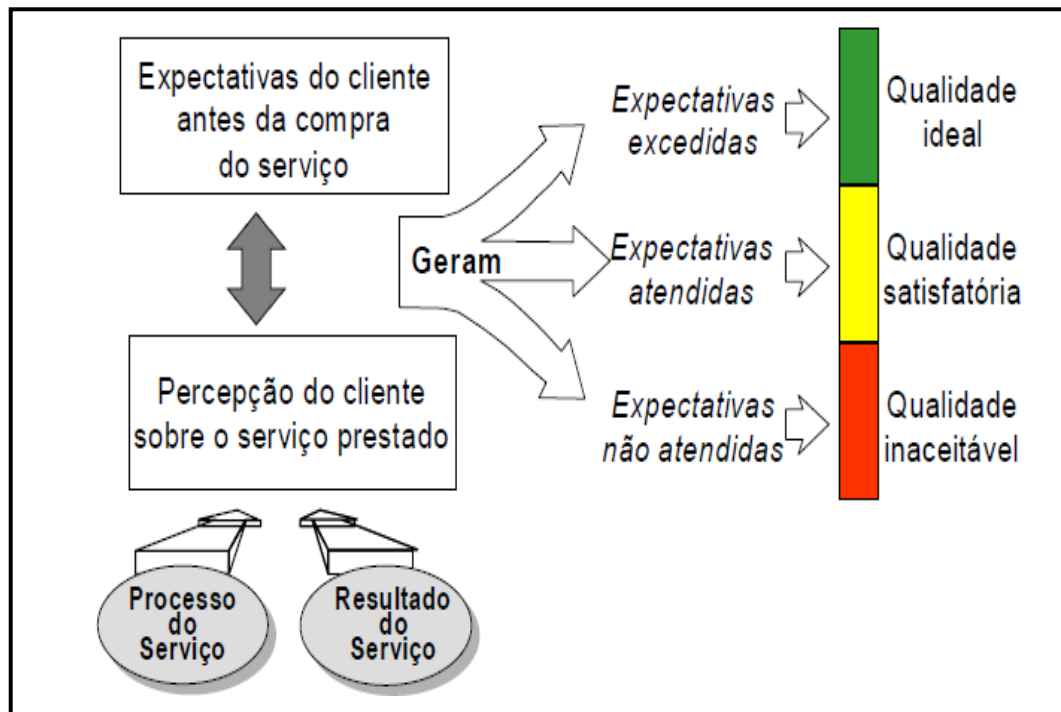 Expectativas do cliente
antes da compra
do serviço
Percepção do cliente
sobre o serviço prestado
Processo
do
Serviço
Resultado
do
Serviço
Geram
Expectativas
excedidas
Qualidade
ideal
Expectativas
atendidas
Qualidade
satisfatória
Expectativas
não atendidas
Qualidade
inaceitável